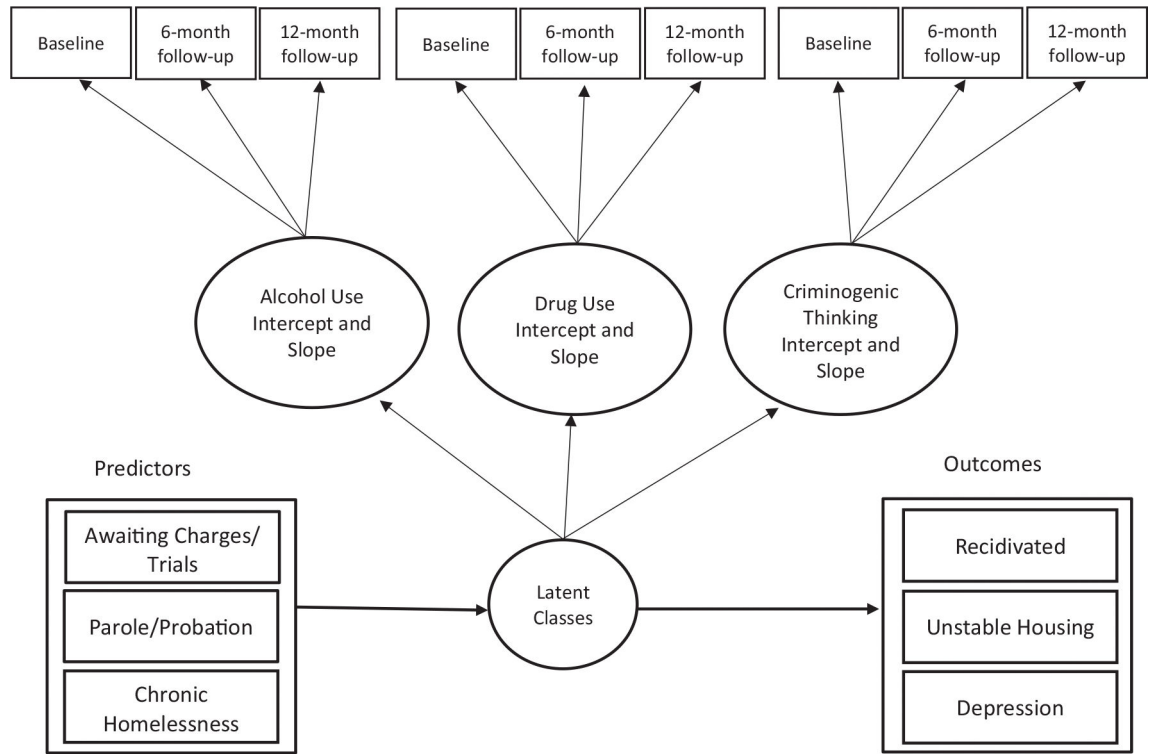 Baseline
6-month
follow-up
12-month
follow-up
Baseline
6-month
follow-up
12-month
follow-up
Baseline
6-month
follow-up
12-month
follow-up
Alcohol Use
Intercept and
Slope
Drug Use
Intercept and
Slope
Criminogenic
Thinking
Intercept and
Slope
Predictors
Awaiting Charges/
Trials
Parole/Probation
Chronic
Homelessness
Latent
Classes
Outcomes
Recidivated
Unstable Housing
Depression